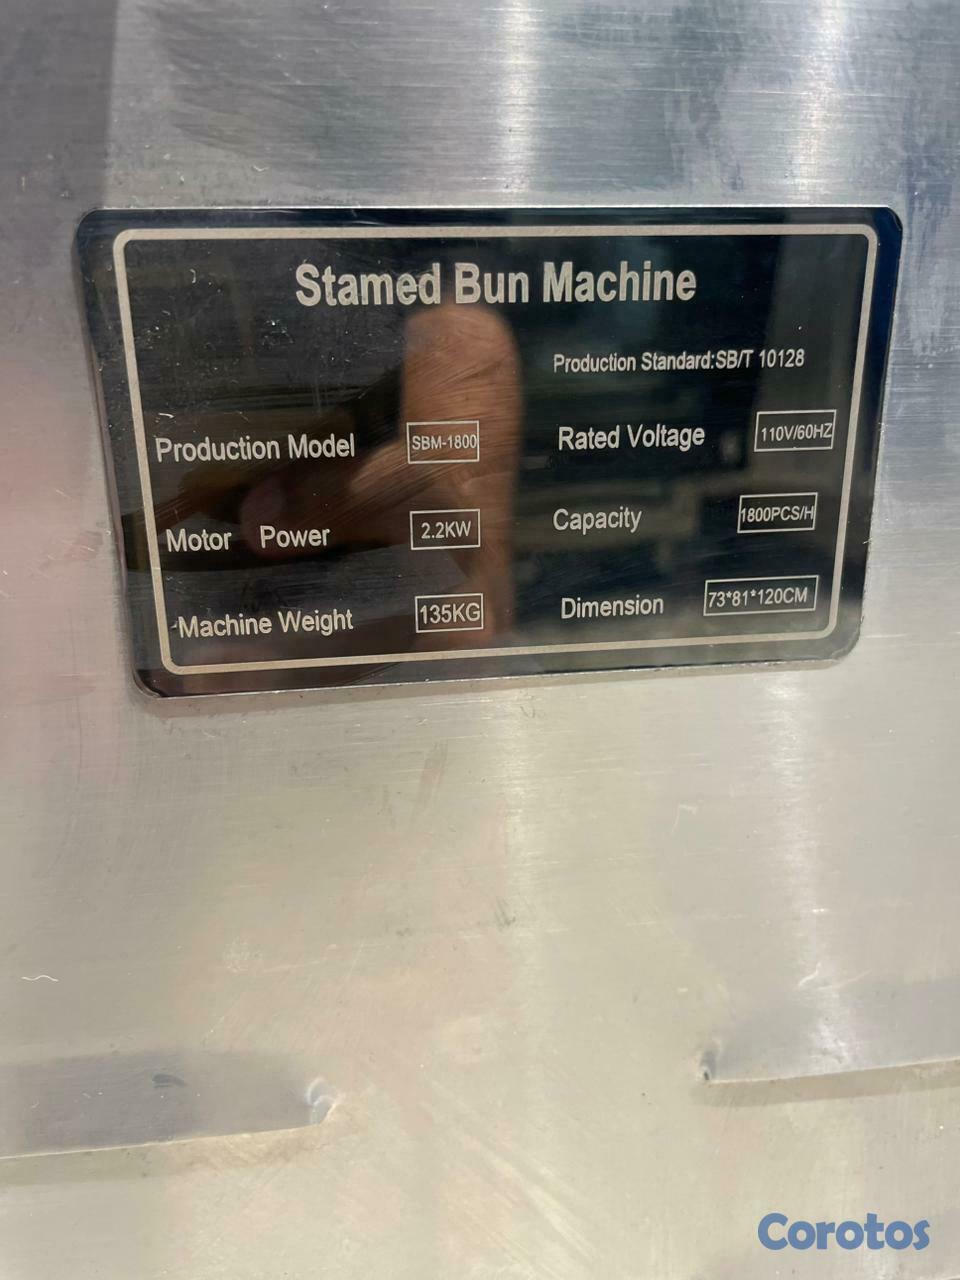 Stamed Bun Machine
Production Standard:SB/T 10128
Production Model SBM-1800 Rated Voltage 110V/60HZ
Motor Power 2.2KW Capacity 1800PCS/H
Machine Weight 135KG Dimension 73*81*120CM
Corotos